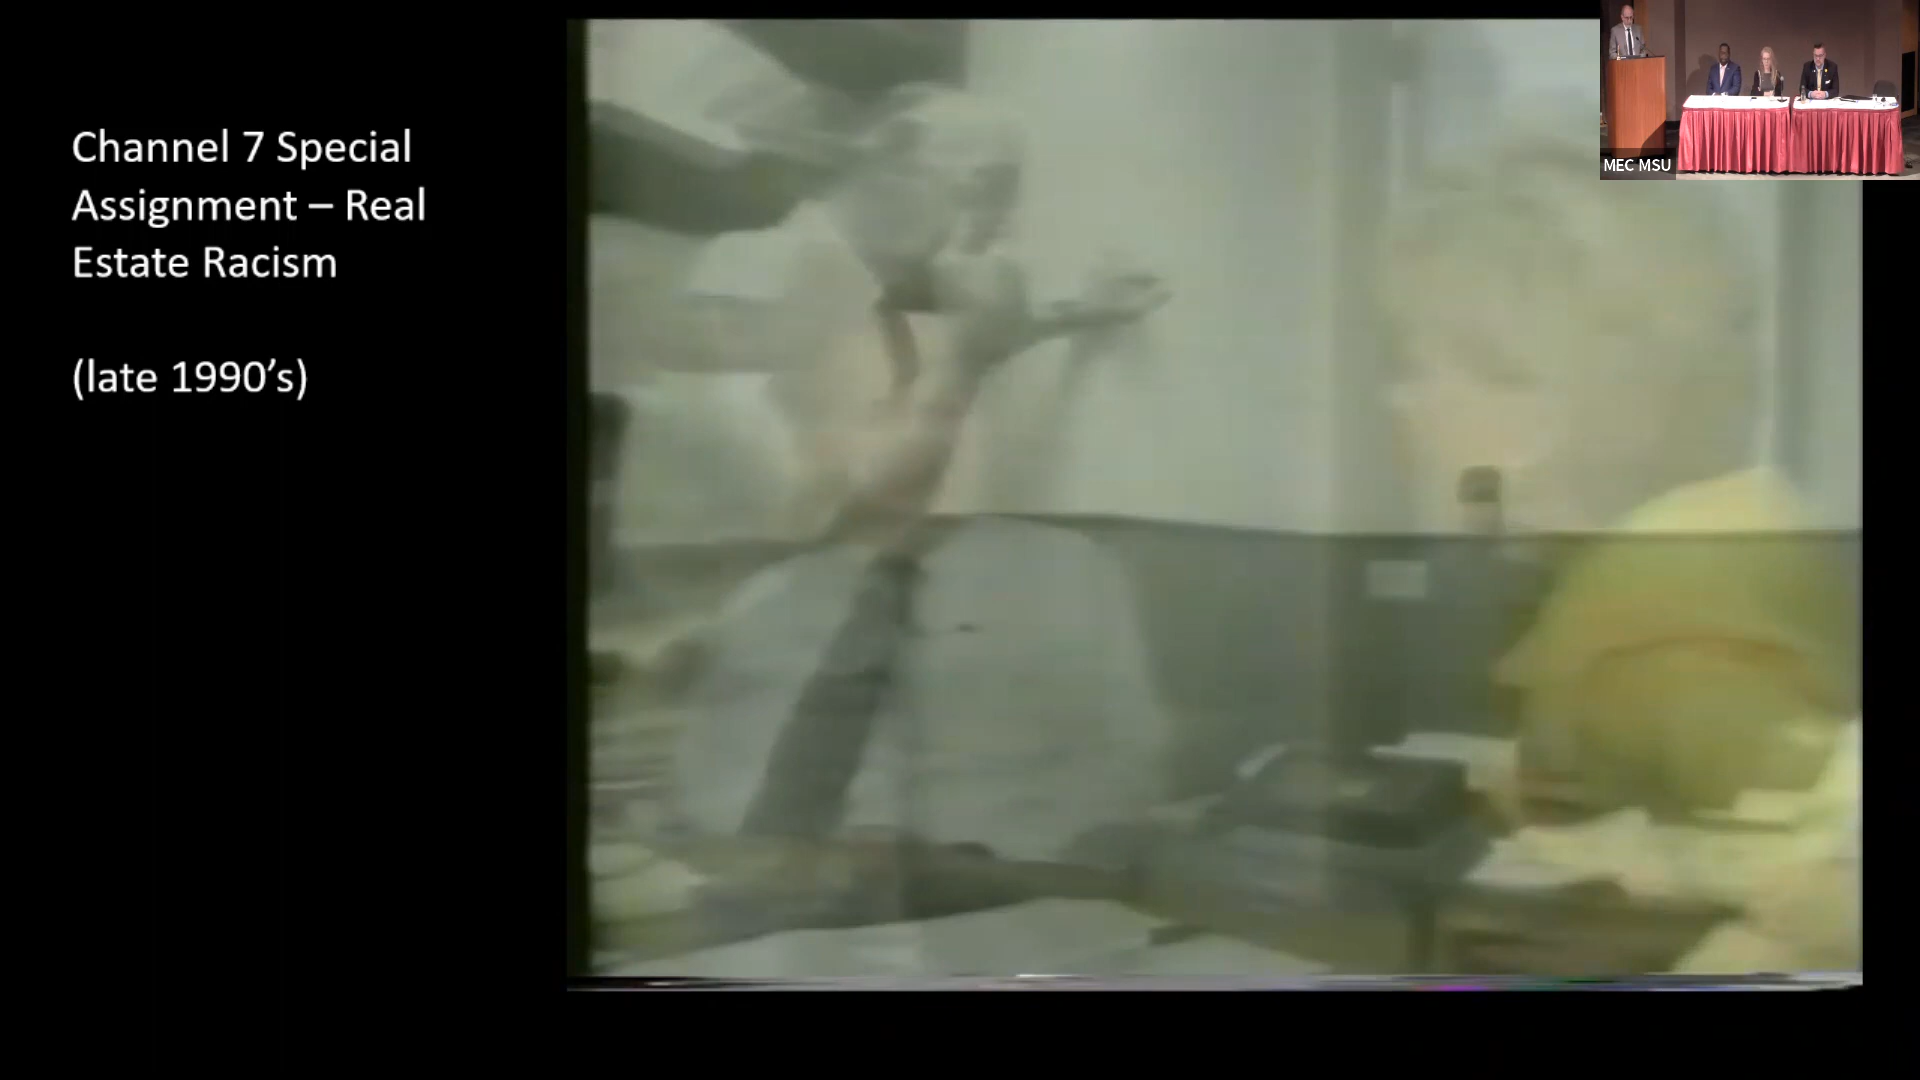 Channel 7 Special
Assignment – Real
Estate Racism
(late 1990’s)
MEC MSU